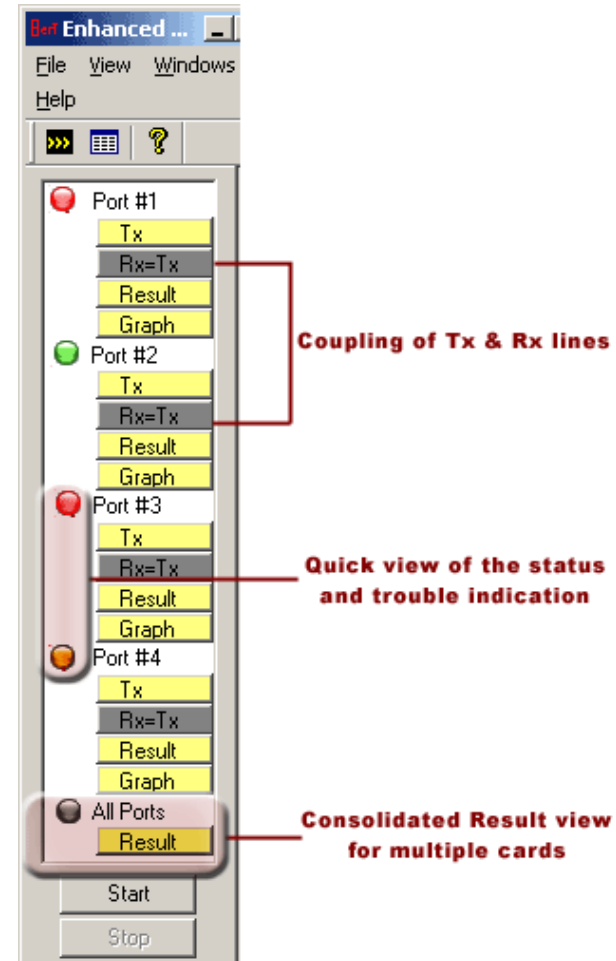 Bert Enhanced ...
File View Windows
Help
Port #1
Tx
Rx=Tx
Result
Graph
Coupling of Tx & Rx lines
Port #2
Tx
Rx=Tx
Result
Graph
Port #3
Tx
Rx=Tx
Result
Graph
Quick view of the status
and trouble indication
Port #4
Tx
Rx=Tx
Result
Graph
All Ports
Result
Consolidated Result view
for multiple cards
Start
Stop